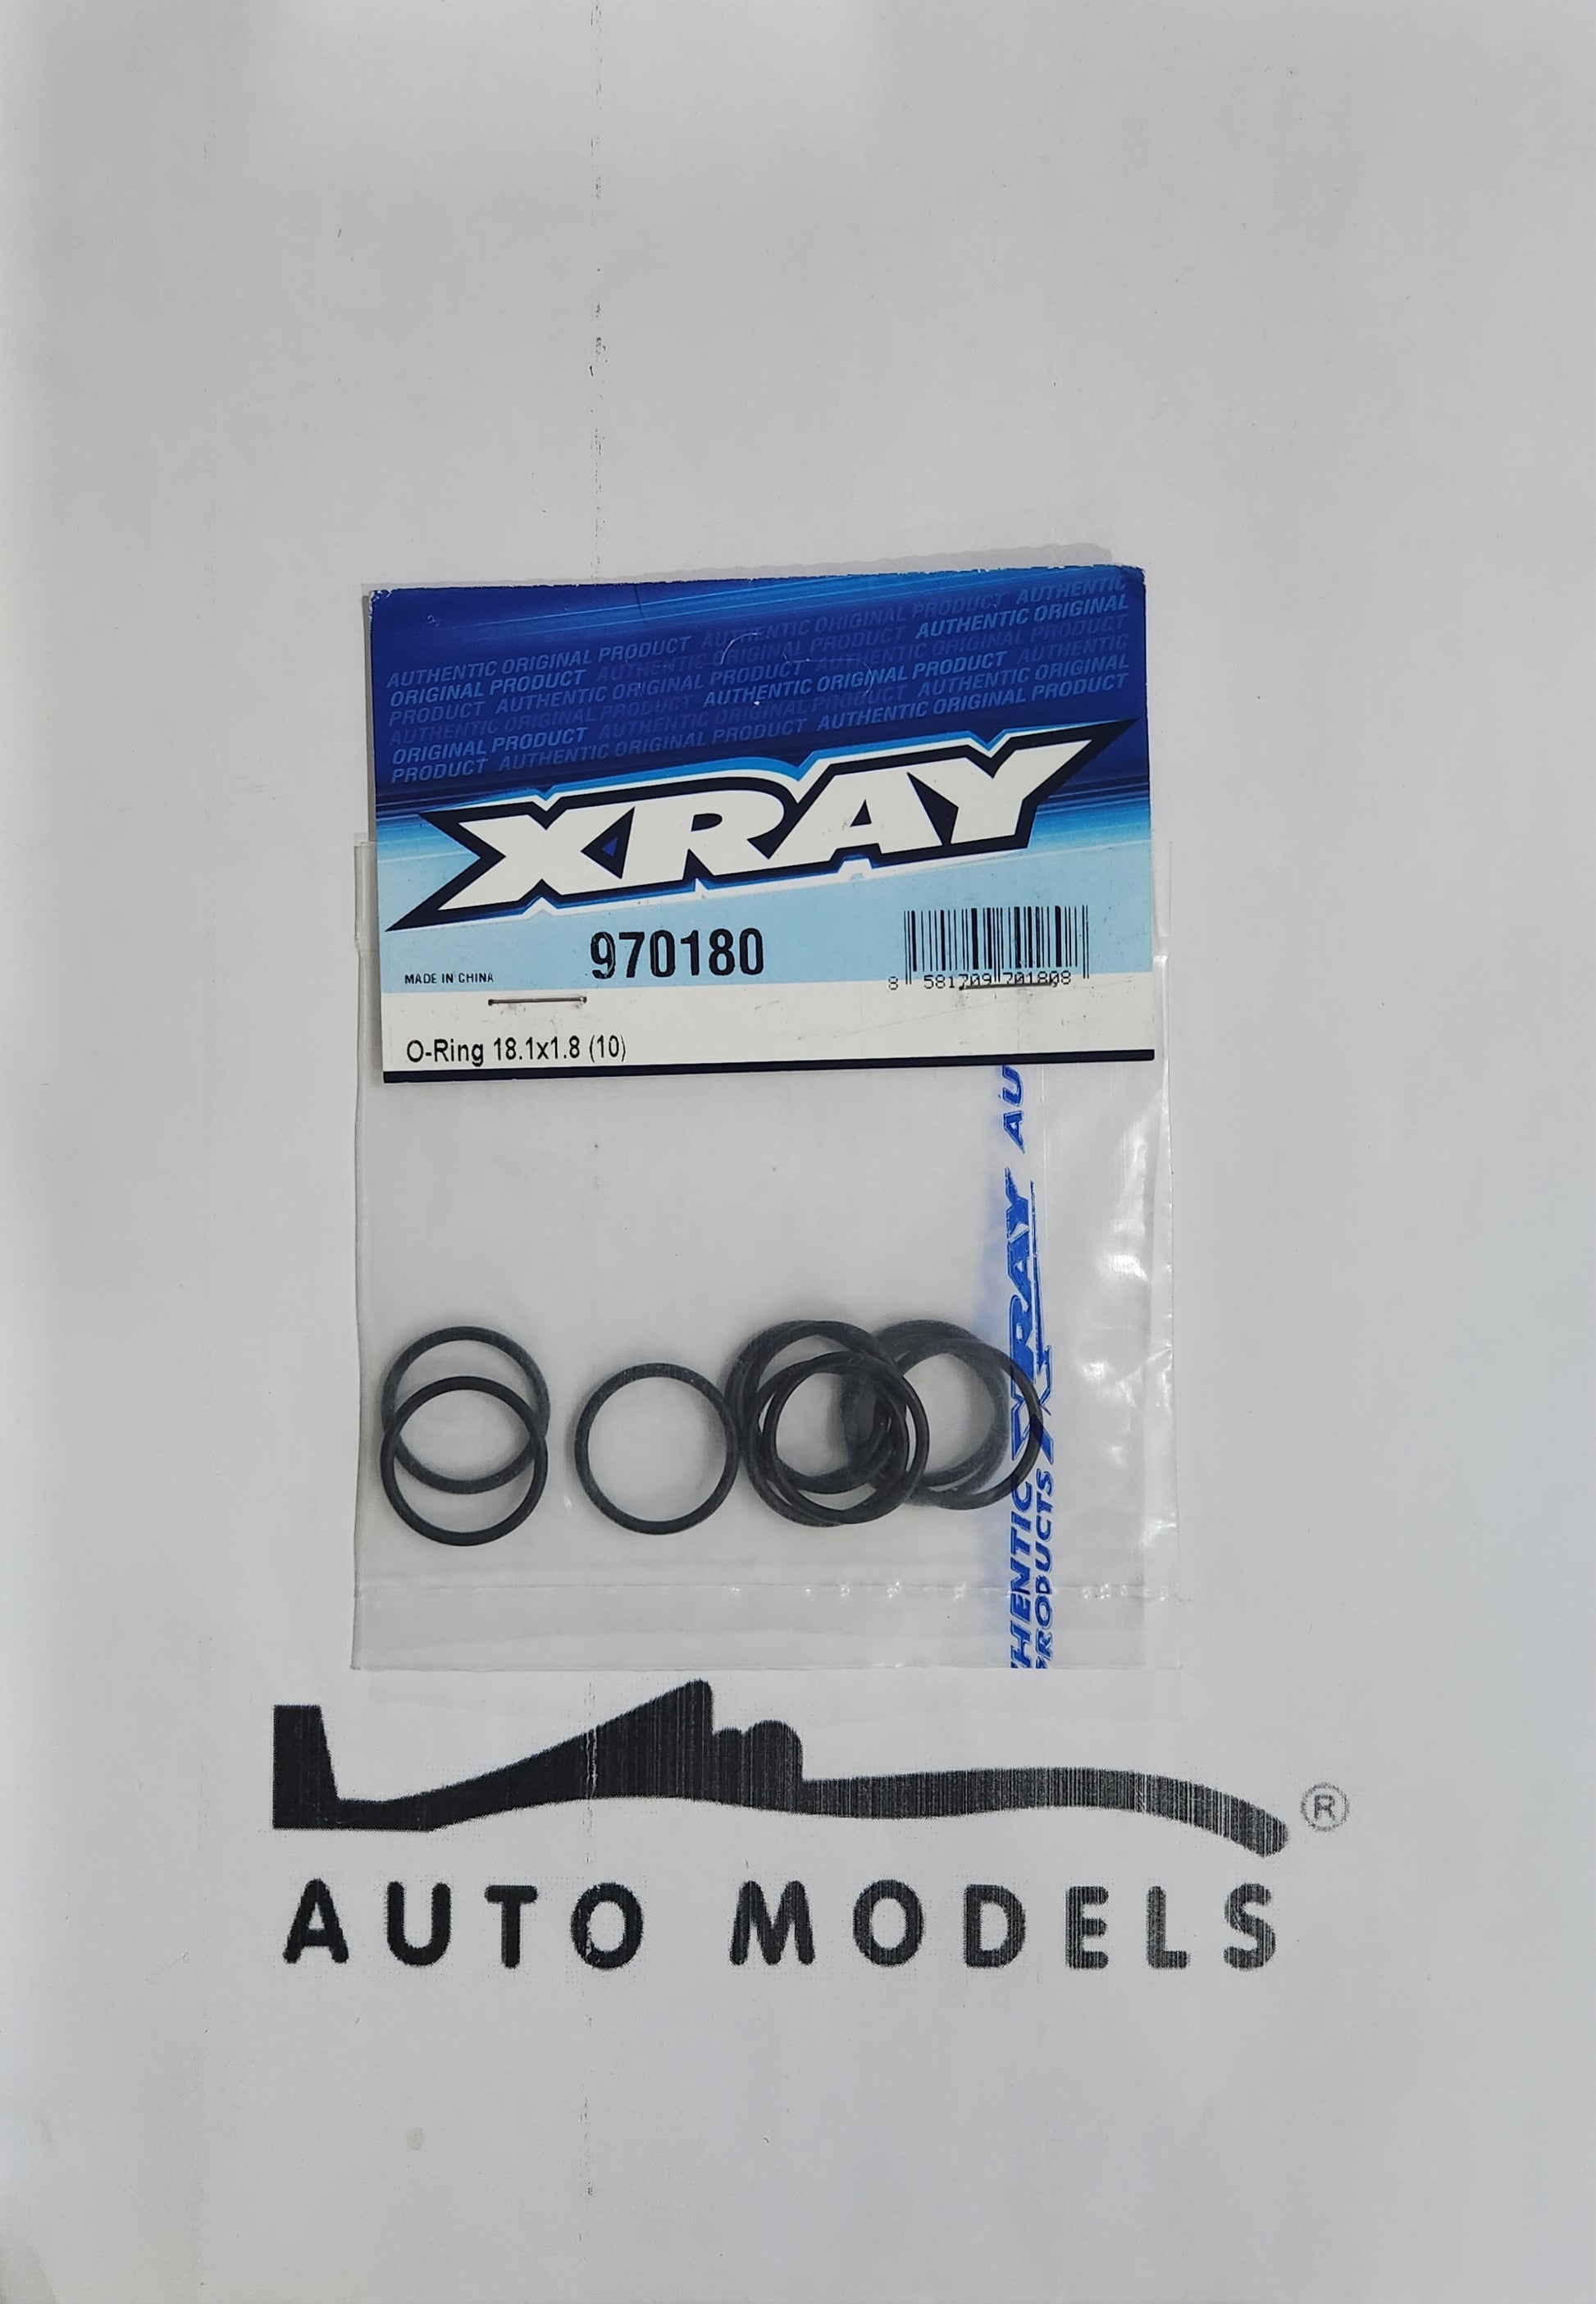 AUTHENTIC ORIGINAL PRODUCT AUTHENTIC ORIGINAL PRODUCT AUTHENTIC
ORIGINAL PRODUCT AUTHENTIC ORIGINAL PRODUCT AUTHENTIC ORIGINAL
PRODUCT AUTHENTIC ORIGINAL PRODUCT AUTHENTIC ORIGINAL PRODUCT
AUTHENTIC ORIGINAL PRODUCT AUTHENTIC ORIGINAL PRODUCT AUTHENTIC
ORIGINAL PRODUCT AUTHENTIC ORIGINAL PRODUCT AUTHENTIC ORIGINAL
PRODUCT AUTHENTIC ORIGINAL PRODUCT AUTHENTIC ORIGINAL PRODUCT
XRAY
970180
MADE IN CHINA
8 581709 701808
O-Ring 18.1x1.8 (10)
AU
XRAY
HENTIC
PRODUCTS
®
AUTO MODELS